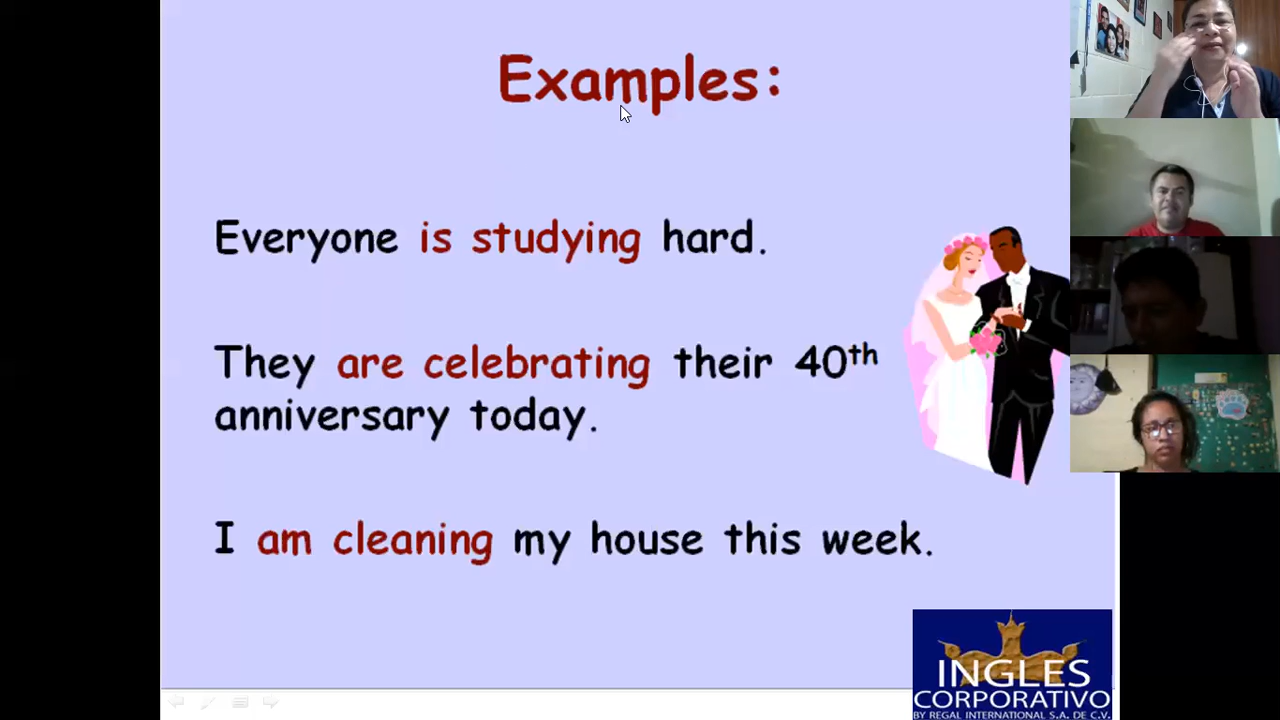 Examples:
Everyone is studying hard.
They are celebrating their 40th
anniversary today.
I am cleaning my house this week.
INGLES
CORPORATIVO
BY REGAL INTERNATIONAL S.A. DE C.V.